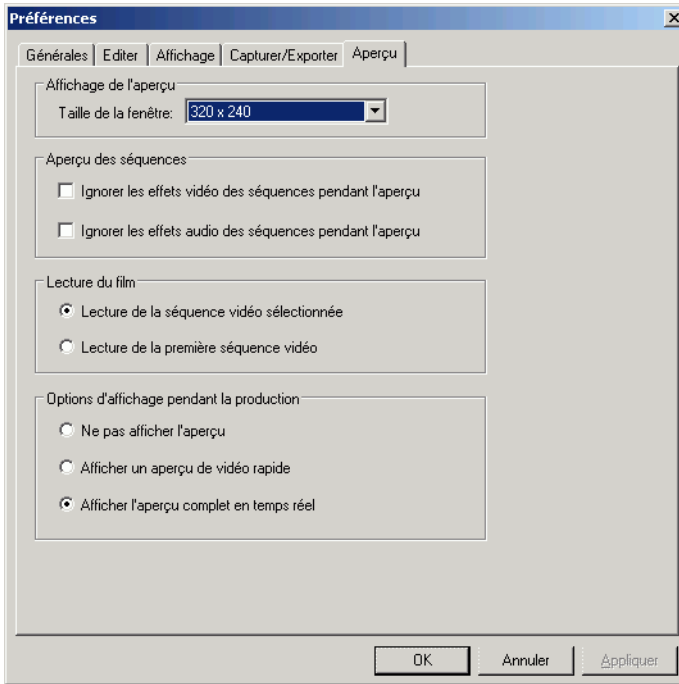 Préférences
Générales Editer Affichage Capturer/Exporter Aperçu
Affichage de l'aperçu
Taille de la fenêtre: 320 x 240
Aperçu des séquences
Ignorer les effets vidéo des séquences pendant l'aperçu
Ignorer les effets audio des séquences pendant l'aperçu
Lecture du film
Lecture de la séquence vidéo sélectionnée
Lecture de la première séquence vidéo
Options d'affichage pendant la production
Ne pas afficher l'aperçu
Afficher un aperçu de vidéo rapide
Afficher l'aperçu complet en temps réel
OK Annuler Appliquer